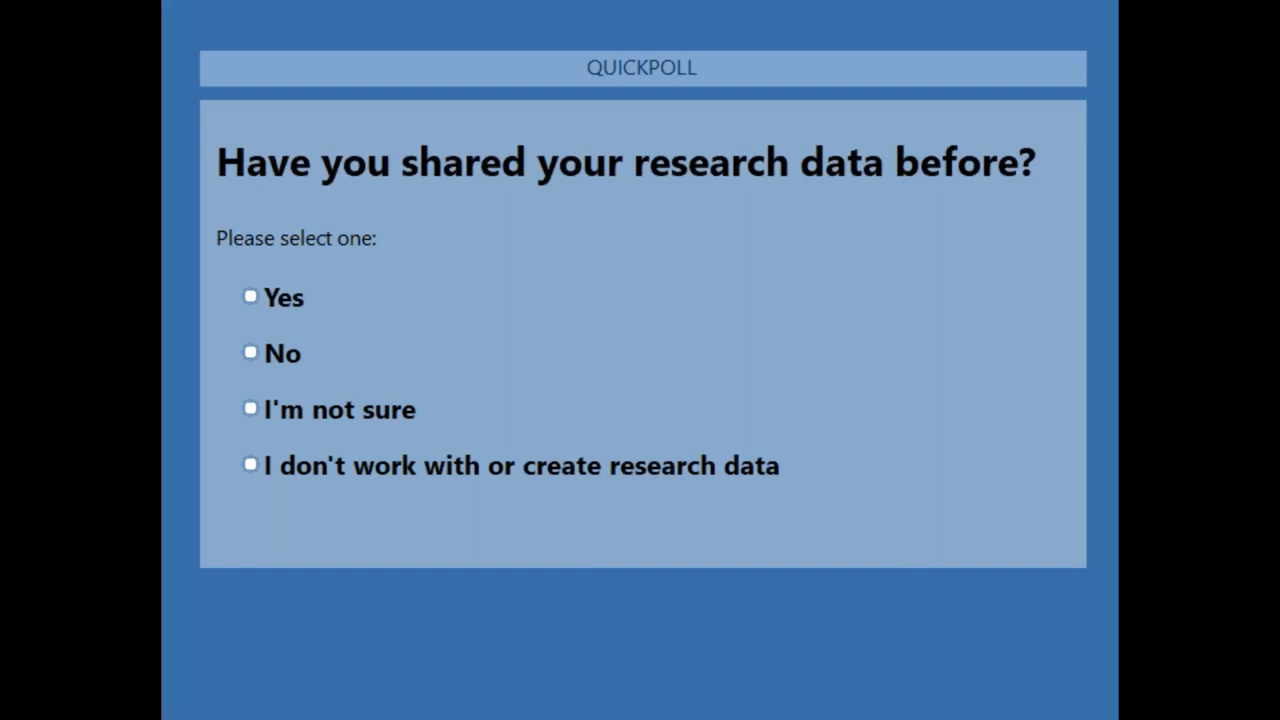 QUICKPOLL
Have you shared your research data before?
Please select one:
Yes
No
I'm not sure
I don't work with or create research data